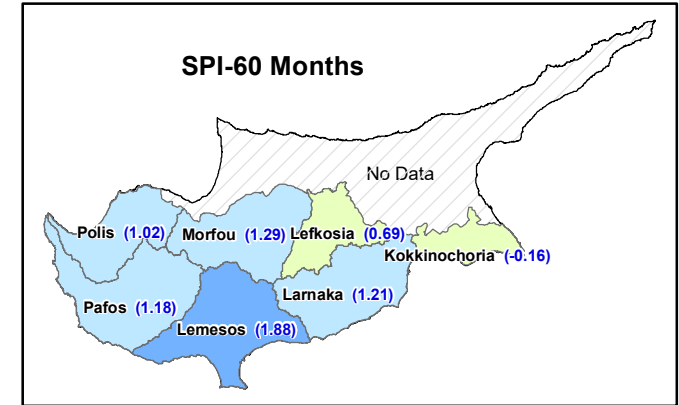 SPI-60 Months
No Data
Polis (1.02)
Morfou (1.29)
Lefkosia (0.69)
Kokkinochoria (-0.16)
Pafos (1.18)
Larnaka (1.21)
Lemesos (1.88)